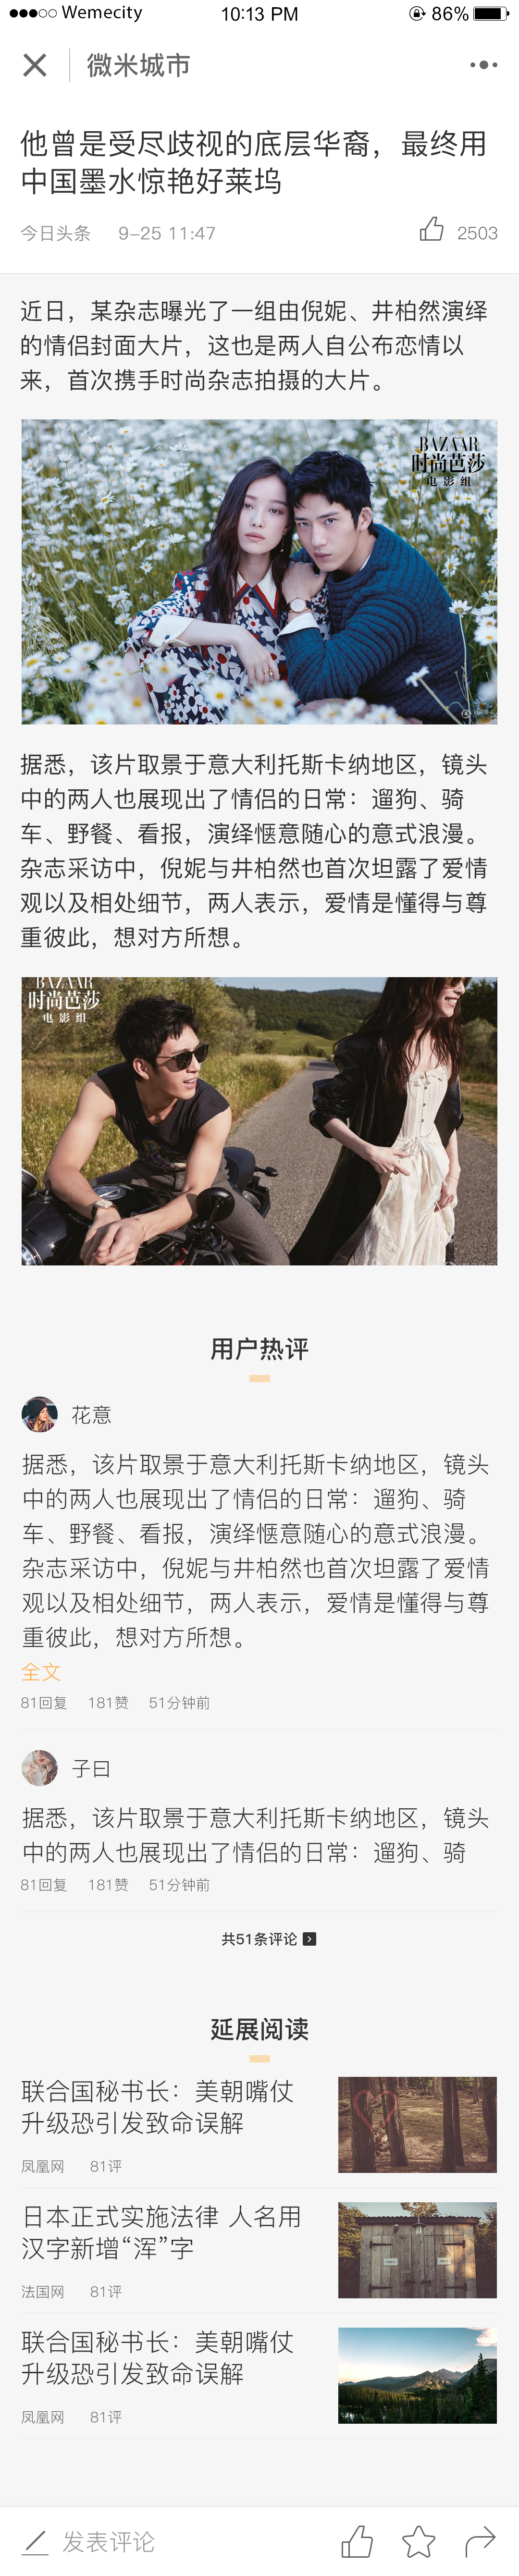 Wemecity 10:13 PM 86%
微米城市
他曾是受尽歧视的底层华裔，最终用
中国墨水惊艳好莱坞
今日头条 9-25 11:47 2503
近日，某杂志曝光了一组由倪妮、井柏然演绎
的情侣封面大片，这也是两人自公布恋情以
来，首次携手时尚杂志拍摄的大片。
BAZAAR
时尚芭莎
电影组
据悉，该片取景于意大利托斯卡纳地区，镜头
中的两人也展现出了情侣的日常：遛狗、骑
车、野餐、看报，演绎惬意随心的意式浪漫。
杂志采访中，倪妮与井柏然也首次坦露了爱情
观以及相处细节，两人表示，爱情是懂得与尊
重彼此，想对方所想。
BAZAAR
时尚芭莎
电影组
用户热评
花意
据悉，该片取景于意大利托斯卡纳地区，镜头
中的两人也展现出了情侣的日常：遛狗、骑
车、野餐、看报，演绎惬意随心的意式浪漫。
杂志采访中，倪妮与井柏然也首次坦露了爱情
观以及相处细节，两人表示，爱情是懂得与尊
重彼此，想对方所想。
全文
81回复 181赞 51分钟前
子曰
据悉，该片取景于意大利托斯卡纳地区，镜头
中的两人也展现出了情侣的日常：遛狗、骑
81回复 181赞 51分钟前
共51条评论
延展阅读
联合国秘书长：美朝嘴仗
升级恐引发致命误解
凤凰网 81评
日本正式实施法律 人名用
汉字新增“浑”字
法国网 81评
联合国秘书长：美朝嘴仗
升级恐引发致命误解
凤凰网 81评
发表评论